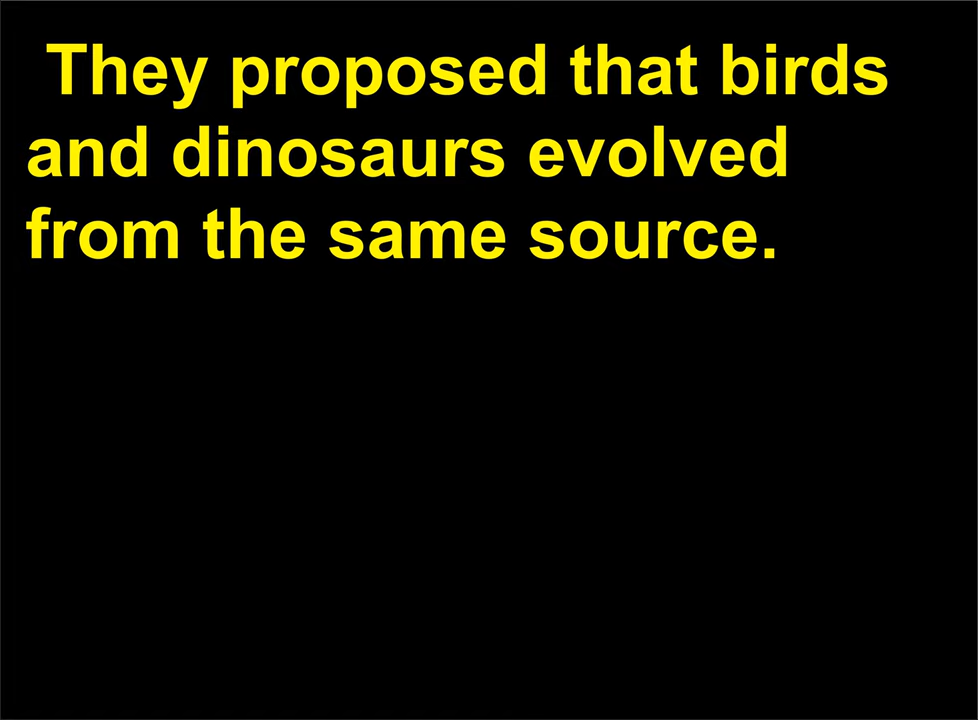 They proposed that birds
and dinosaurs evolved
from the same source.